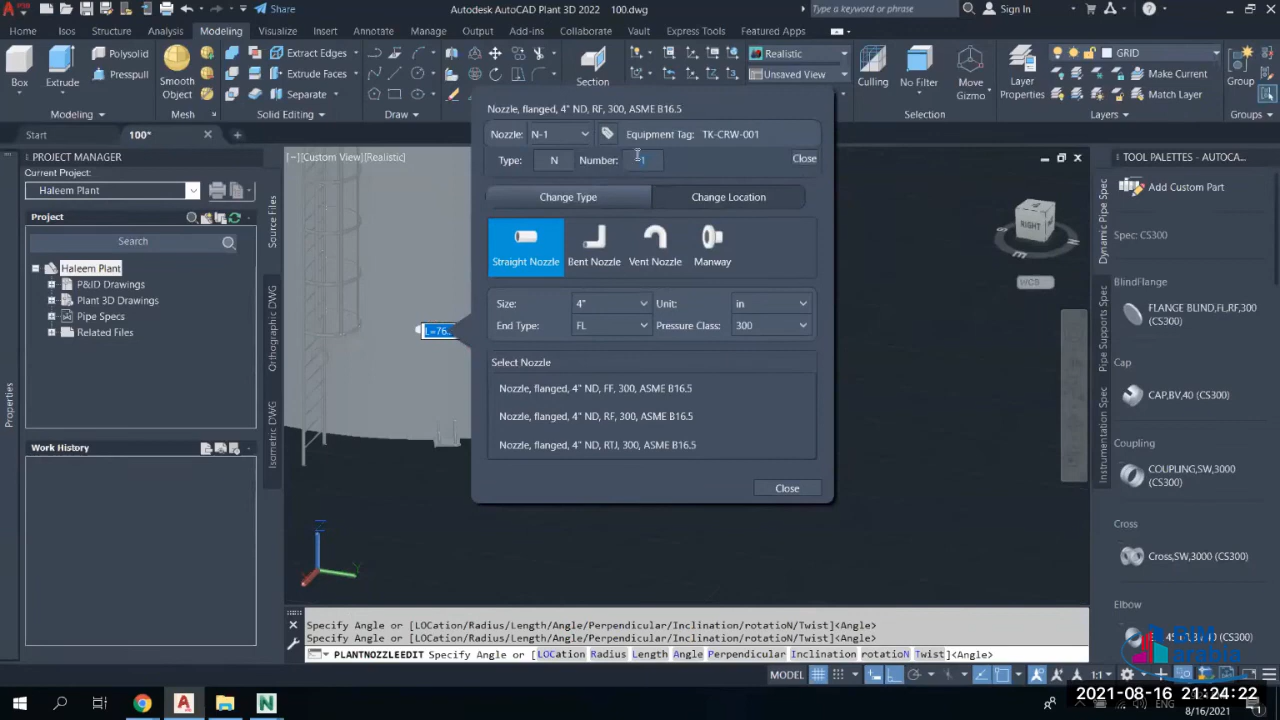 Share
Autodesk AutoCAD Plant 3D 2022 100.dwg
Type a keyword or phrase
Sign In
Home Isos Structure Analysis Modeling Visualize Insert Annotate Manage Output Add-ins Collaborate Vault Express Tools Featured Apps
Box
Extrude
Polysolid
Presspull
Smooth
Object
Extract Edges
Extrude Faces
Separate
Section
Realistic
Unsaved View
Culling
No Filter
Move
Gizmo
Layer
Properties
GRID
Make Current
Group
Modeling
Mesh
Draw
Selection
Layers
Groups
Start
100*
PROJECT MANAGER
Current Project:
Haleem Plant
Project
Search
Haleem Plant
P&ID Drawings
Plant 3D Drawings
Pipe Specs
Related Files
Work History
Properties
Source Files
Orthographic DWG
Isometric DWG
[−][Custom View][Realistic]
L=76..
Z
Y
Nozzle, flanged, 4" ND, RF, 300, ASME B16.5
Nozzle: N-1
Equipment Tag: TK-CRW-001
Type: N
Number: 1
Close
Change Type
Change Location
Straight Nozzle
Bent Nozzle
Vent Nozzle
Manway
Size: 4"
Unit: in
End Type: FL
Pressure Class: 300
Select Nozzle
Nozzle, flanged, 4" ND, FF, 300, ASME B16.5
Nozzle, flanged, 4" ND, RF, 300, ASME B16.5
Nozzle, flanged, 4" ND, RTJ, 300, ASME B16.5
Close
RIGHT
WCS
TOOL PALETTES - AUTOCA...
Dynamic Pipe Spec
Pipe Supports Spec
Instrumentation Spec
Add Custom Part
Spec: CS300
BlindFlange
FLANGE BLIND,FL,RF,300
(CS300)
Cap
CAP,BV,40 (CS300)
Coupling
COUPLING,SW,3000
(CS300)
Cross
Cross,SW,3000 (CS300)
Elbow
(CS300)
Specify Angle or [LOCation/Radius/Length/Angle/Perpendicular/Inclination/rotatioN/Twist]<Angle>
Specify Angle or [LOCation/Radius/Length/Angle/Perpendicular/Inclination/rotatioN/Twist]<Angle>
PLANTNOZZLEEDIT Specify Angle or [LOCation Radius Length Angle Perpendicular Inclination rotatioN Twist]<Angle>
MODEL
1:1
BIM
arabia
2021-08-16 21:24:22
8/16/2021